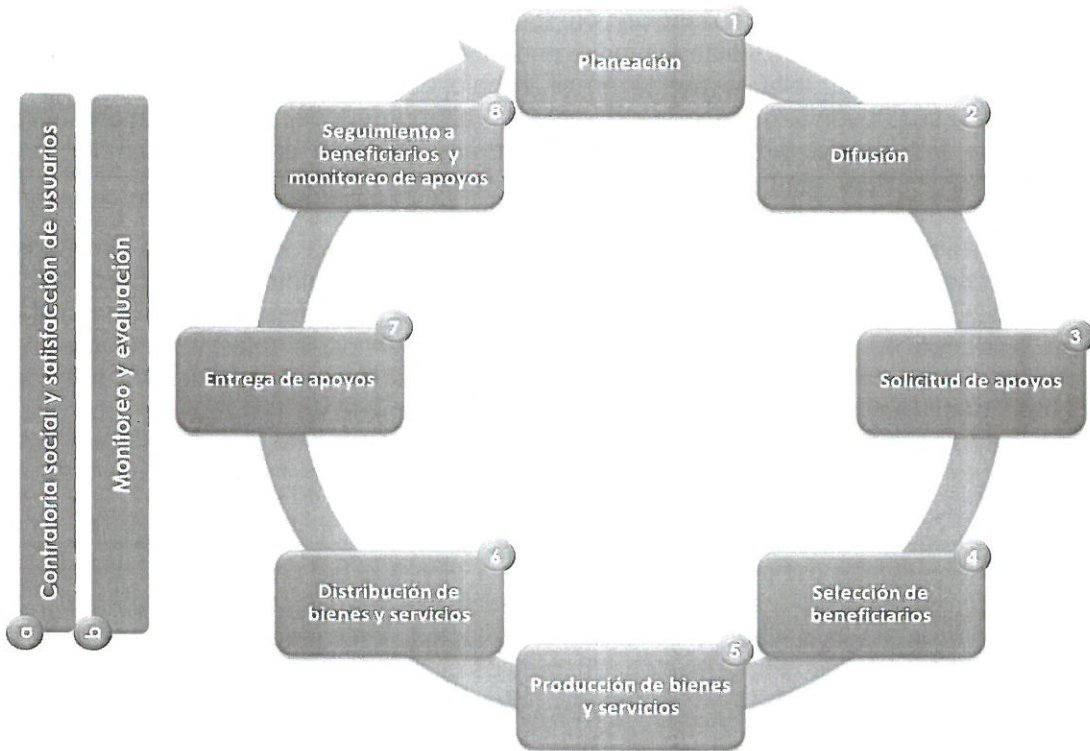 1
Planeación
2
Difusión
3
Solicitud de apoyos
4
Selección de
beneficiarios
5
Producción de bienes
y servicios
6
Distribución de
bienes y servicios
7
Entrega de apoyos
8
Seguimiento a
beneficiarios y
monitoreo de apoyos
a
Contraloría social y satisfacción de usuarios
b
Monitoreo y evaluación